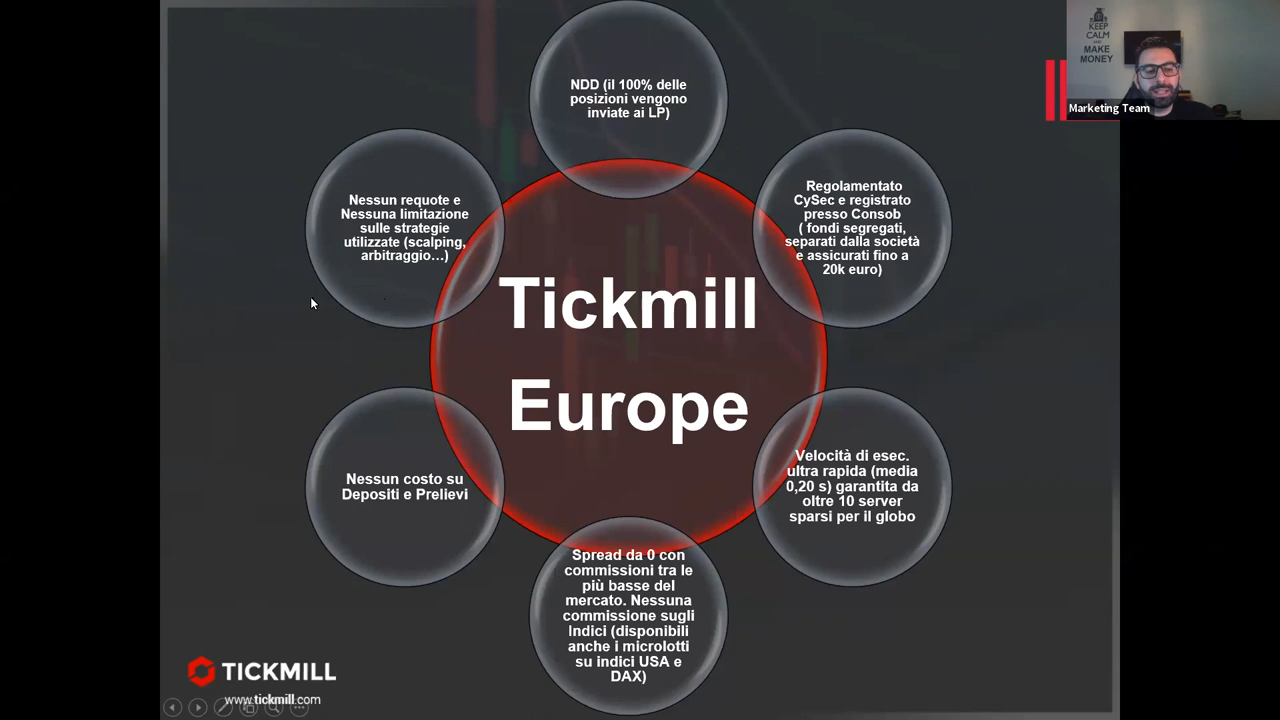 NDD (il 100% delle
posizioni vengono
inviate ai LP)
KEEP
CALM
AND
MAKE
MONEY
Marketing Team
Nessun requote e
Nessuna limitazione
sulle strategie
utilizzate (scalping,
arbitraggio...)
Regolamentato
CySec e registrato
presso Consob
( fondi segregati,
separati dalla società
e assicurati fino a
20k euro)
Tickmill
Europe
Nessun costo su
Depositi e Prelievi
Velocità di esec.
ultra rapida (media
0,20 s) garantita da
oltre 10 server
sparsi per il globo
Spread da 0 con
commissioni tra le
più basse del
mercato. Nessuna
commissione sugli
Indici (disponibili
anche i microlotti
su indici USA e
DAX)
TICKMILL
www.tickmill.com